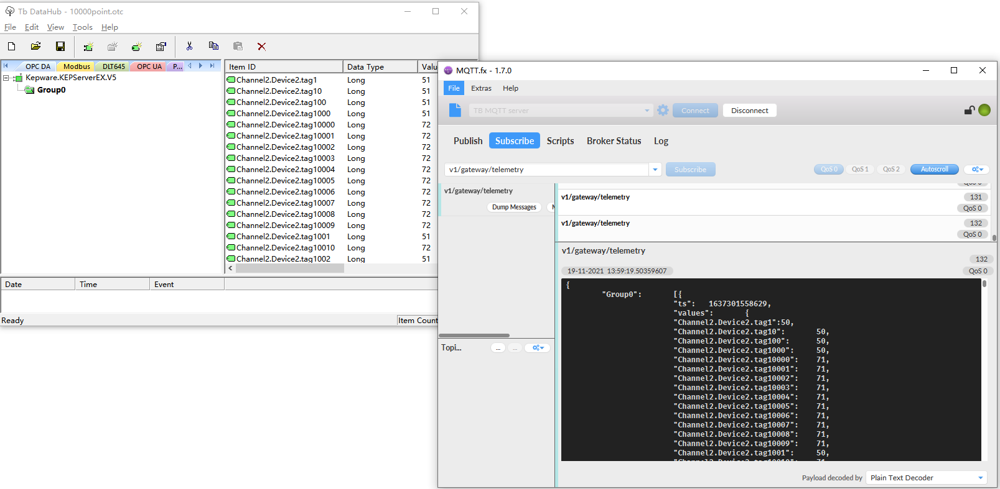 Tb DataHub - 10000point.otc
File Edit View Tools Help
OPC DA Modbus DLT645 OPC UA P...
Kepware.KEPServerEX.V5
Group0
Item ID Data Type Valu
Channel2.Device2.tag1 Long 51
Channel2.Device2.tag10 Long 51
Channel2.Device2.tag100 Long 51
Channel2.Device2.tag1000 Long 51
Channel2.Device2.tag10000 Long 72
Channel2.Device2.tag10001 Long 72
Channel2.Device2.tag10002 Long 72
Channel2.Device2.tag10003 Long 72
Channel2.Device2.tag10004 Long 72
Channel2.Device2.tag10005 Long 72
Channel2.Device2.tag10006 Long 72
Channel2.Device2.tag10007 Long 72
Channel2.Device2.tag10008 Long 72
Channel2.Device2.tag10009 Long 72
Channel2.Device2.tag1001 Long 51
Channel2.Device2.tag10010 Long 72
Channel2.Device2.tag1002 Long 51
Date Time Event
Ready Item Count
MQTT.fx - 1.7.0
File Extras Help
TB MQTT server Connect Disconnect
Publish Subscribe Scripts Broker Status Log
v1/gateway/telemetry Subscribe QoS 0 QoS 1 QoS 2 Autoscroll
v1/gateway/telemetry
Dump Messages
QoS 0
v1/gateway/telemetry 131
QoS 0
v1/gateway/telemetry 132
QoS 0
v1/gateway/telemetry
132
19-11-2021 13:59:19.50359607 QoS 0
{
"Group0": [{
"ts": 1637301558629,
"values": {
"Channel2.Device2.tag1":50,
"Channel2.Device2.tag10": 50,
"Channel2.Device2.tag100": 50,
"Channel2.Device2.tag1000": 50,
"Channel2.Device2.tag10000": 71,
"Channel2.Device2.tag10001": 71,
"Channel2.Device2.tag10002": 71,
"Channel2.Device2.tag10003": 71,
"Channel2.Device2.tag10004": 71,
"Channel2.Device2.tag10005": 71,
"Channel2.Device2.tag10006": 71,
"Channel2.Device2.tag10007": 71,
"Channel2.Device2.tag10008": 71,
"Channel2.Device2.tag10009": 71,
"Channel2.Device2.tag1001": 50,
"Channel2.Device2.tag10010": 71,
Topi... ... ...
Payload decoded by Plain Text Decoder